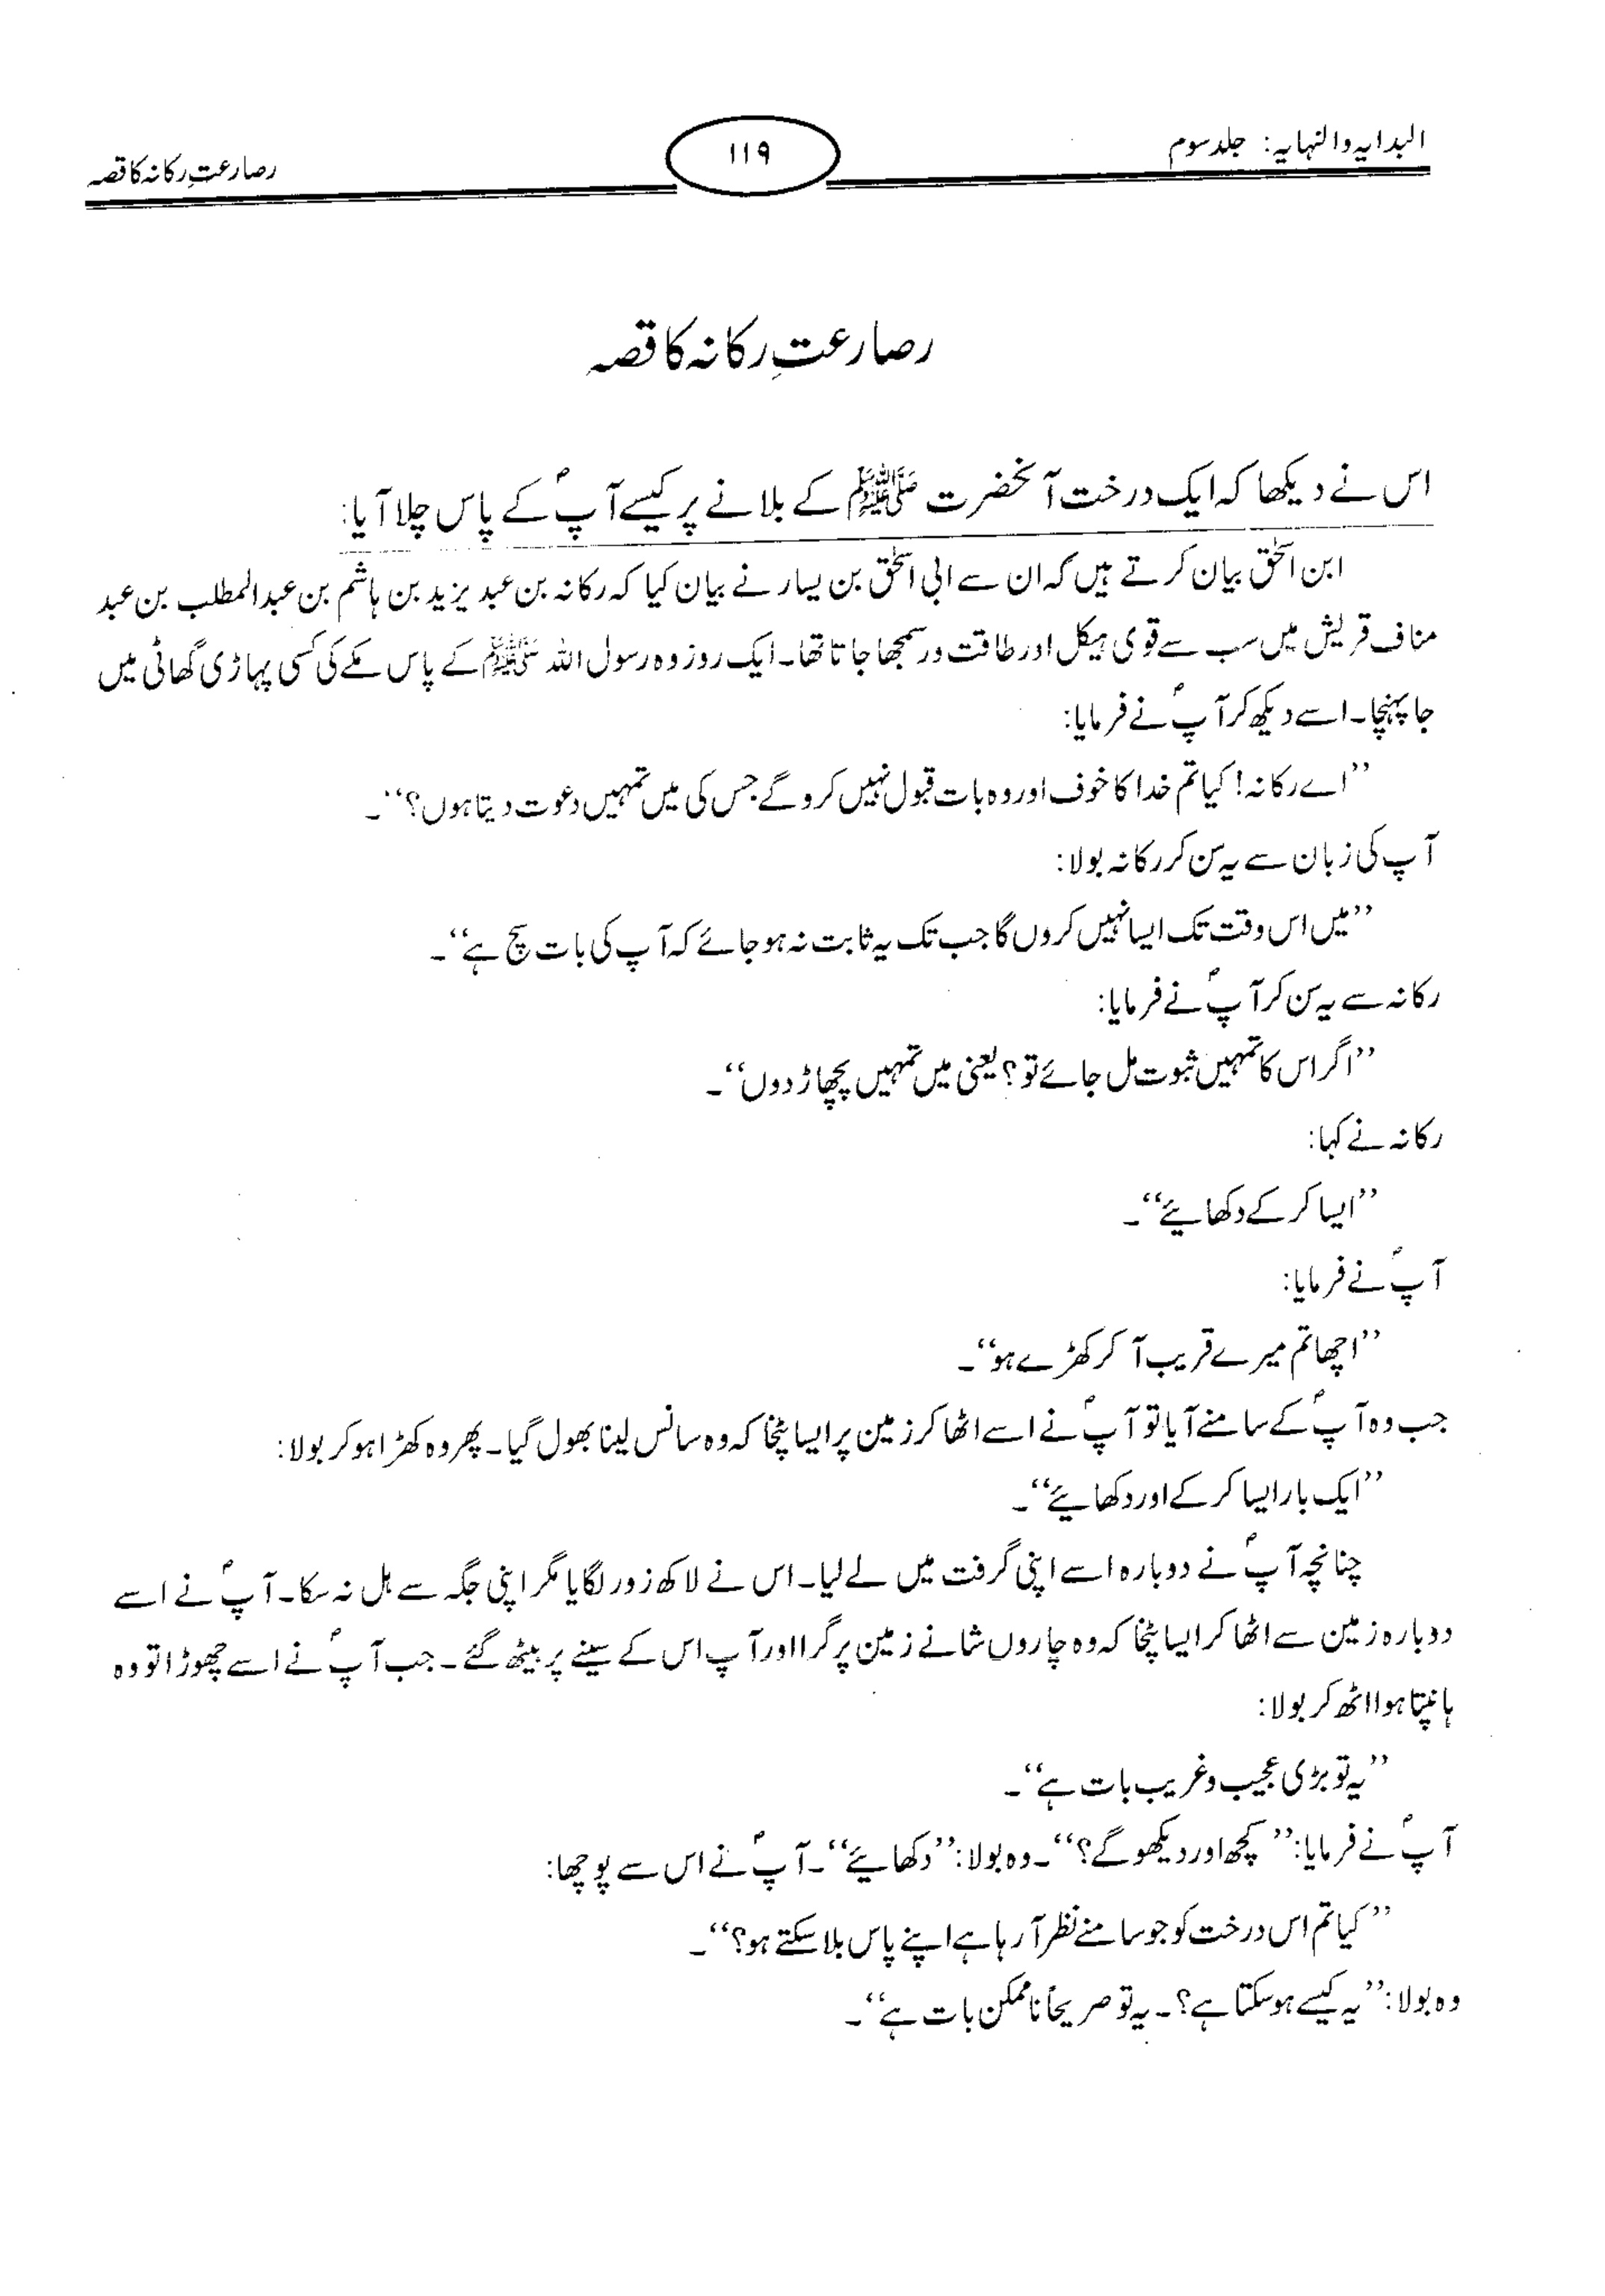 البدایہ والنہایہ: جلد سوم
۱۱۹
رصارعتِ رکانہ کا قصہ
رصارعتِ رکانہ کا قصہ
اس نے دیکھا کہ ایک درخت آنحضرت ﷺ کے بلانے پر کیسے آپؐ کے پاس چلا آیا:
ابن اسحٰق بیان کرتے ہیں کہ ان سے ابی اسحٰق بن یسار نے بیان کیا کہ رکانہ بن عبد یزید بن ہاشم بن عبدالمطلب بن عبد
مناف قریش میں سب سے قوی ہیکل اور طاقت ور سمجھا جاتا تھا۔ ایک روز وہ رسول اللہ ﷺ کے پاس مکے کی کسی پہاڑی گھاٹی میں
جا پہنچا۔ اسے دیکھ کر آپؐ نے فرمایا:
’’اے رکانہ! کیا تم خدا کا خوف اور وہ بات قبول نہیں کرو گے جس کی میں تمہیں دعوت دیتا ہوں؟‘‘۔
آپ کی زبان سے یہ سن کر رکانہ بولا:
’’میں اس وقت تک ایسا نہیں کروں گا جب تک یہ ثابت نہ ہو جائے کہ آپ کی بات سچ ہے‘‘۔
رکانہ سے یہ سن کر آپؐ نے فرمایا:
’’اگر اس کا تمہیں ثبوت مل جائے تو؟ یعنی میں تمہیں پچھاڑ دوں‘‘۔
رکانہ نے کہا:
’’ایسا کر کے دکھایئے‘‘۔
آپؐ نے فرمایا:
’’اچھا تم میرے قریب آ کر کھڑے ہو‘‘۔
جب وہ آپؐ کے سامنے آیا تو آپؐ نے اسے اٹھا کر زمین پر ایسا پٹخا کہ وہ سانس لینا بھول گیا۔ پھر وہ کھڑا ہو کر بولا:
’’ایک بار ایسا کر کے اور دکھایئے‘‘۔
چنانچہ آپؐ نے دوبارہ اسے اپنی گرفت میں لے لیا۔ اس نے لاکھ زور لگایا مگر اپنی جگہ سے ہل نہ سکا۔ آپؐ نے اسے
دوبارہ زمین سے اٹھا کر ایسا پٹخا کہ وہ چاروں شانے زمین پر گرا اور آپ اس کے سینے پر بیٹھ گئے۔ جب آپؐ نے اسے چھوڑا تو وہ
ہانپتا ہوا اٹھ کر بولا:
’’یہ تو بڑی عجیب و غریب بات ہے‘‘۔
آپؐ نے فرمایا: ’’کچھ اور دیکھو گے؟‘‘۔ وہ بولا: ’’دکھایئے‘‘۔ آپؐ نے اس سے پوچھا:
’’کیا تم اس درخت کو جو سامنے نظر آ رہا ہے اپنے پاس بلا سکتے ہو؟‘‘۔
وہ بولا: ’’یہ کیسے ہو سکتا ہے؟۔ یہ تو صریحاً ناممکن بات ہے‘‘۔